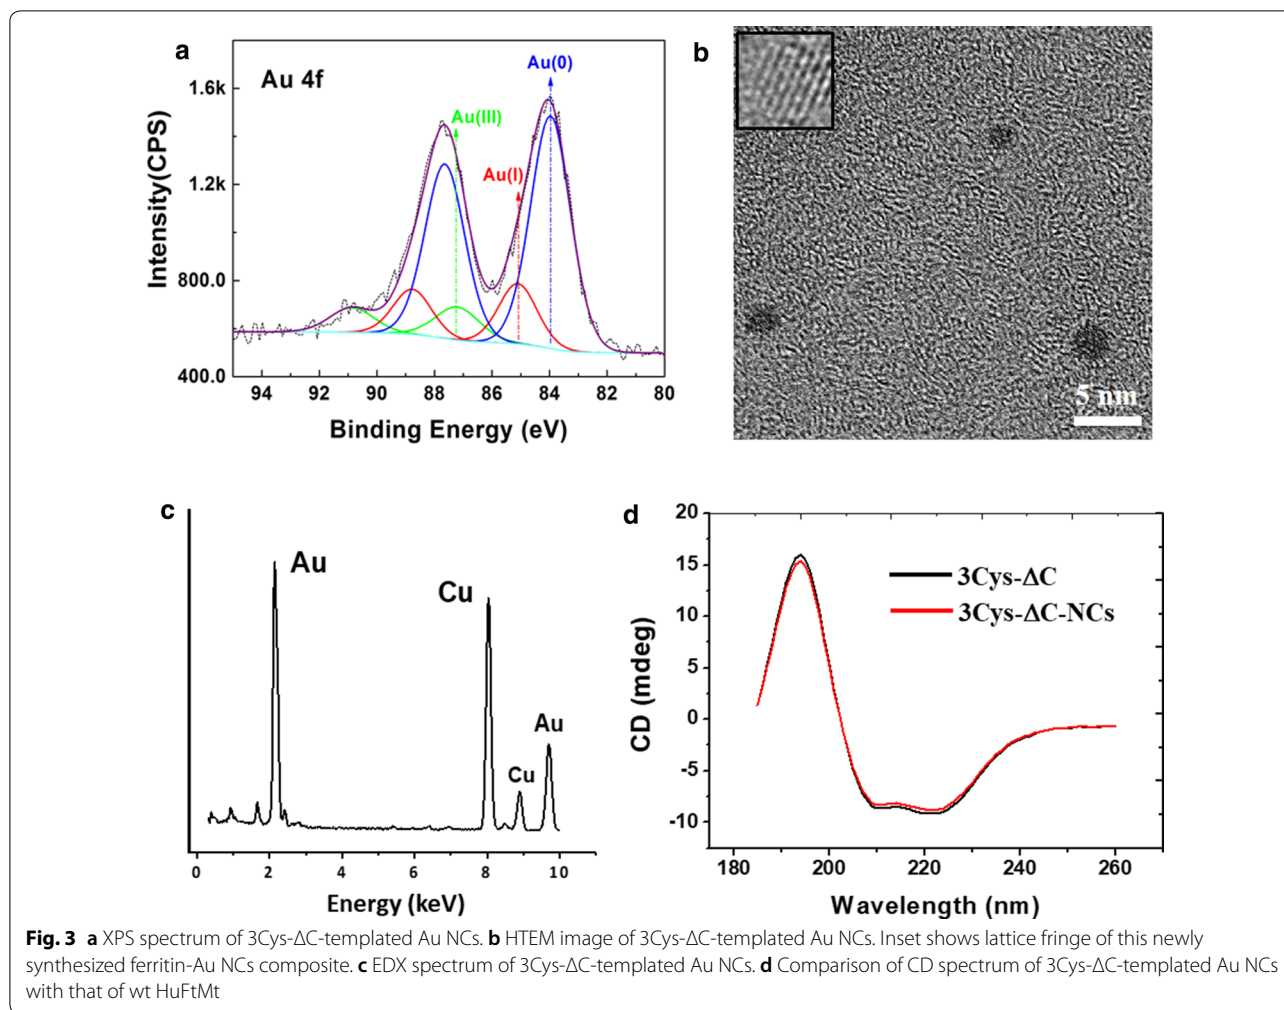 a
Au 4f
Au(0)
Au(III)
Au(I)
Intensity(CPS)
1.6k
1.2k
800.0
400.0
94 92 90 88 86 84 82 80
Binding Energy (eV)
b
5 nm
c
Au
Cu
Cu
Au
0 2 4 6 8 10
Energy (keV)
d
20
15
10
5
0
-5
-10
CD (mdeg)
3Cys-ΔC
3Cys-ΔC-NCs
180 200 220 240 260
Wavelength (nm)
Fig. 3 a XPS spectrum of 3Cys-ΔC-templated Au NCs. b HTEM image of 3Cys-ΔC-templated Au NCs. Inset shows lattice fringe of this newly
synthesized ferritin-Au NCs composite. c EDX spectrum of 3Cys-ΔC-templated Au NCs. d Comparison of CD spectrum of 3Cys-ΔC-templated Au NCs
with that of wt HuFtMt